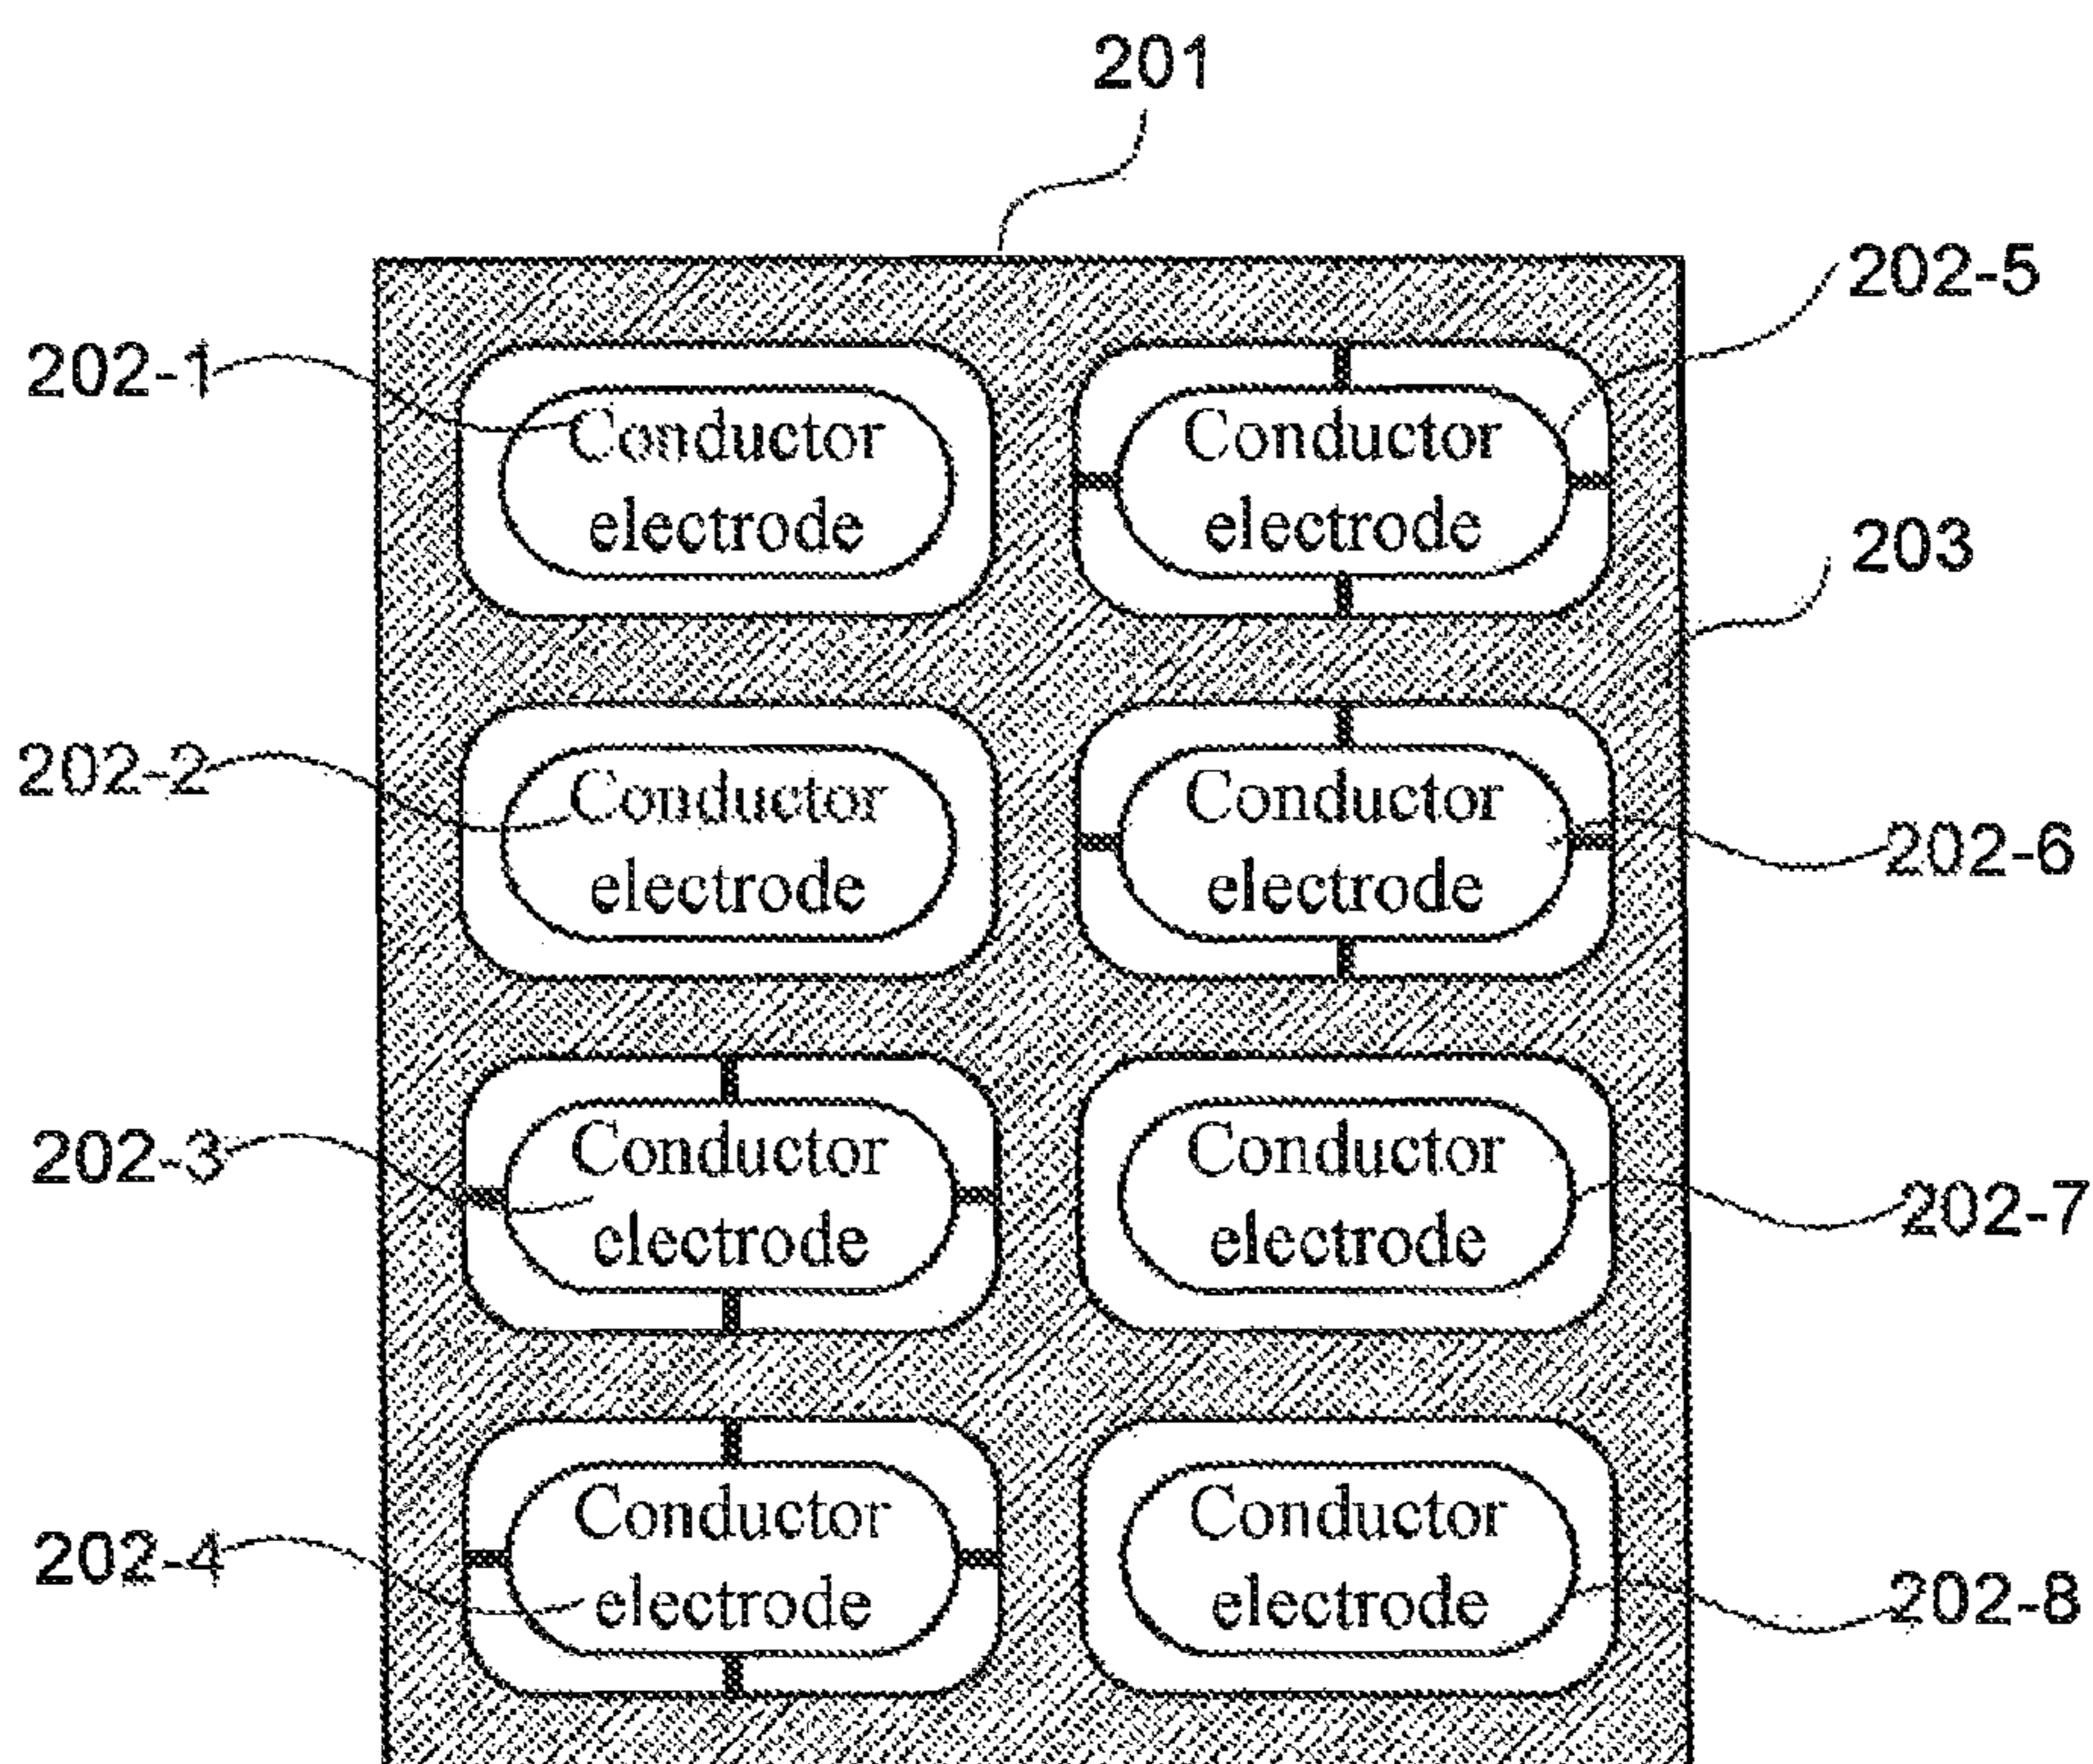 201
202-5
202-1
Conductor
electrode
Conductor
electrode
203
202-2
Conductor
electrode
Conductor
electrode
202-6
202-3
Conductor
electrode
Conductor
electrode
202-7
202-4
Conductor
electrode
Conductor
electrode
202-8